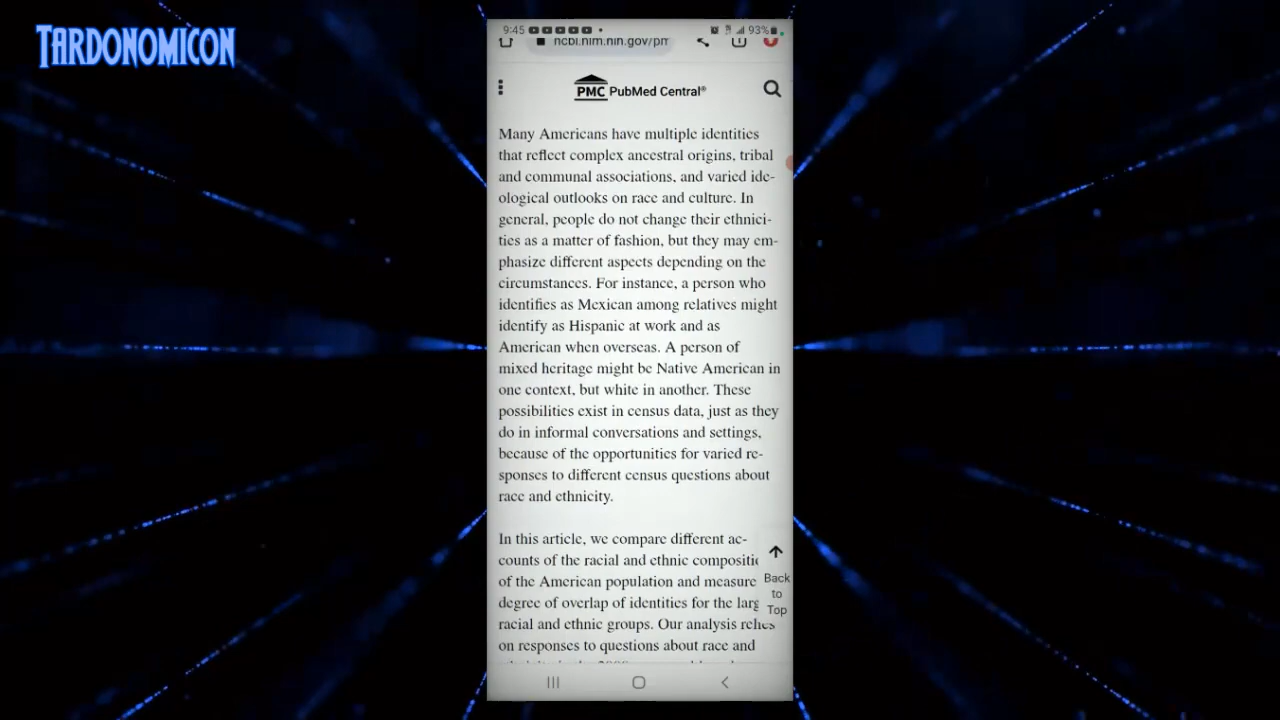 TARDONOMICON
9:45
93%
ncbi.nlm.nih.gov/pm
PMC PubMed Central®
Many Americans have multiple identities
that reflect complex ancestral origins, tribal
and communal associations, and varied ide-
ological outlooks on race and culture. In
general, people do not change their ethnici-
ties as a matter of fashion, but they may em-
phasize different aspects depending on the
circumstances. For instance, a person who
identifies as Mexican among relatives might
identify as Hispanic at work and as
American when overseas. A person of
mixed heritage might be Native American in
one context, but white in another. These
possibilities exist in census data, just as they
do in informal conversations and settings,
because of the opportunities for varied re-
sponses to different census questions about
race and ethnicity.
In this article, we compare different ac-
counts of the racial and ethnic compositi
of the American population and measure
degree of overlap of identities for the larg
racial and ethnic groups. Our analysis relies
on responses to questions about race and
Back
to
Top